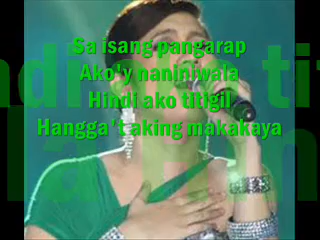 Sa isang pangarap
Ako'y naniniwala
Hindi ako titigil
Hangga't aking makakaya